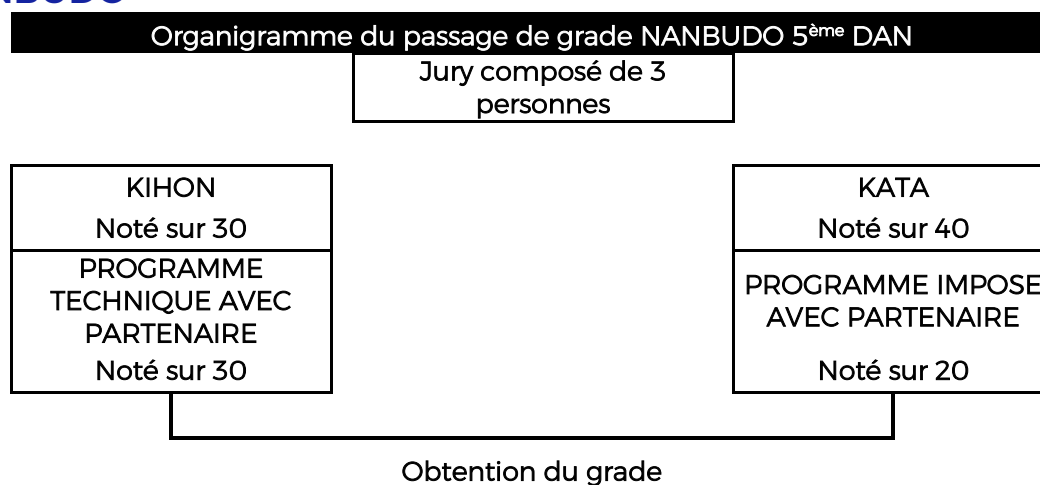 NBUDO
Organigramme du passage de grade NANBUDO 5ème DAN
Jury composé de 3
personnes
KIHON
Noté sur 30
PROGRAMME
TECHNIQUE AVEC
PARTENAIRE
Noté sur 30
KATA
Noté sur 40
PROGRAMME IMPOSE
AVEC PARTENAIRE
Noté sur 20
Obtention du grade